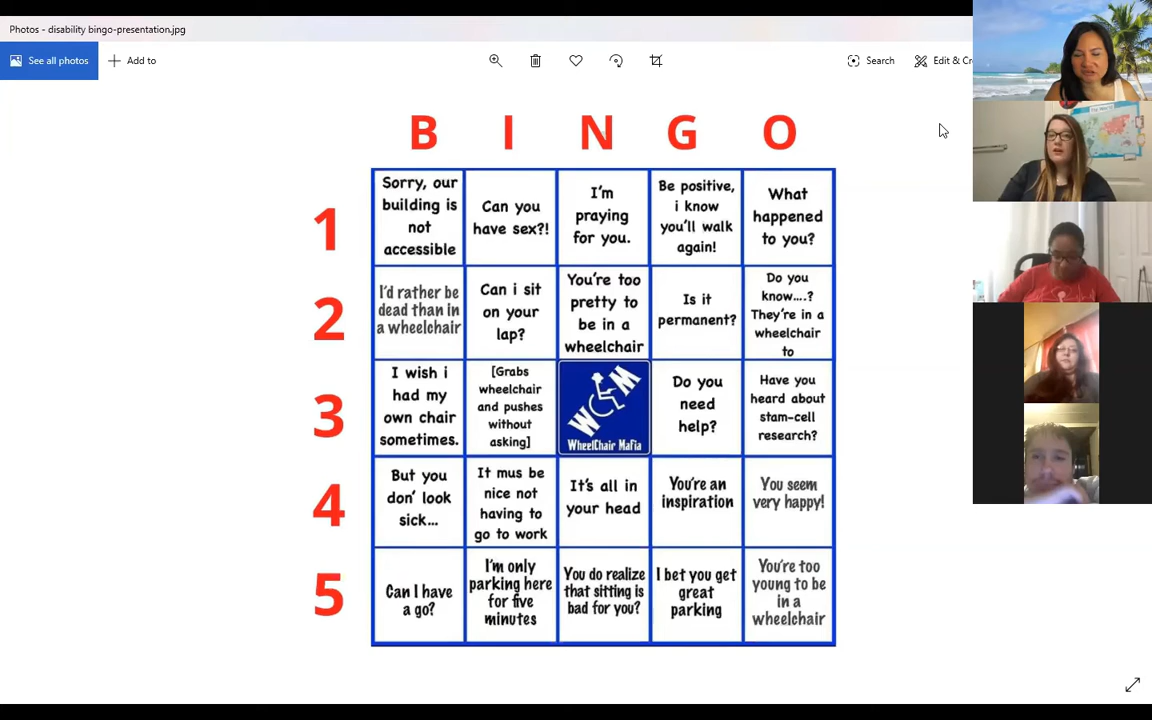 Photos - disability bingo-presentation.jpg
See all photos
Add to
Search
Edit & Cr
B I N G O
1
Sorry, our
building is
not
accessible
Can you
have sex?!
I'm
praying
for you.
Be positive,
i know
you'll walk
again!
What
happened
to you?
2
I'd rather be
dead than in
a wheelchair
Can i sit
on your
lap?
You're too
pretty to
be in a
wheelchair
Is it
permanent?
Do you
know....?
They're in a
wheelchair
to
3
I wish i
had my
own chair
sometimes.
[Grabs
wheelchair
and pushes
without
asking]
W M
WheelChair Mafia
Do you
need
help?
Have you
heard about
stam-cell
research?
4
But you
don' look
sick...
It mus be
nice not
having to
go to work
It's all in
your head
You're an
inspiration
You seem
very happy!
5
Can I have
a go?
I'm only
parking here
for five
minutes
You do realize
that sitting is
bad for you?
I bet you get
great
parking
You're too
young to be
in a
wheelchair